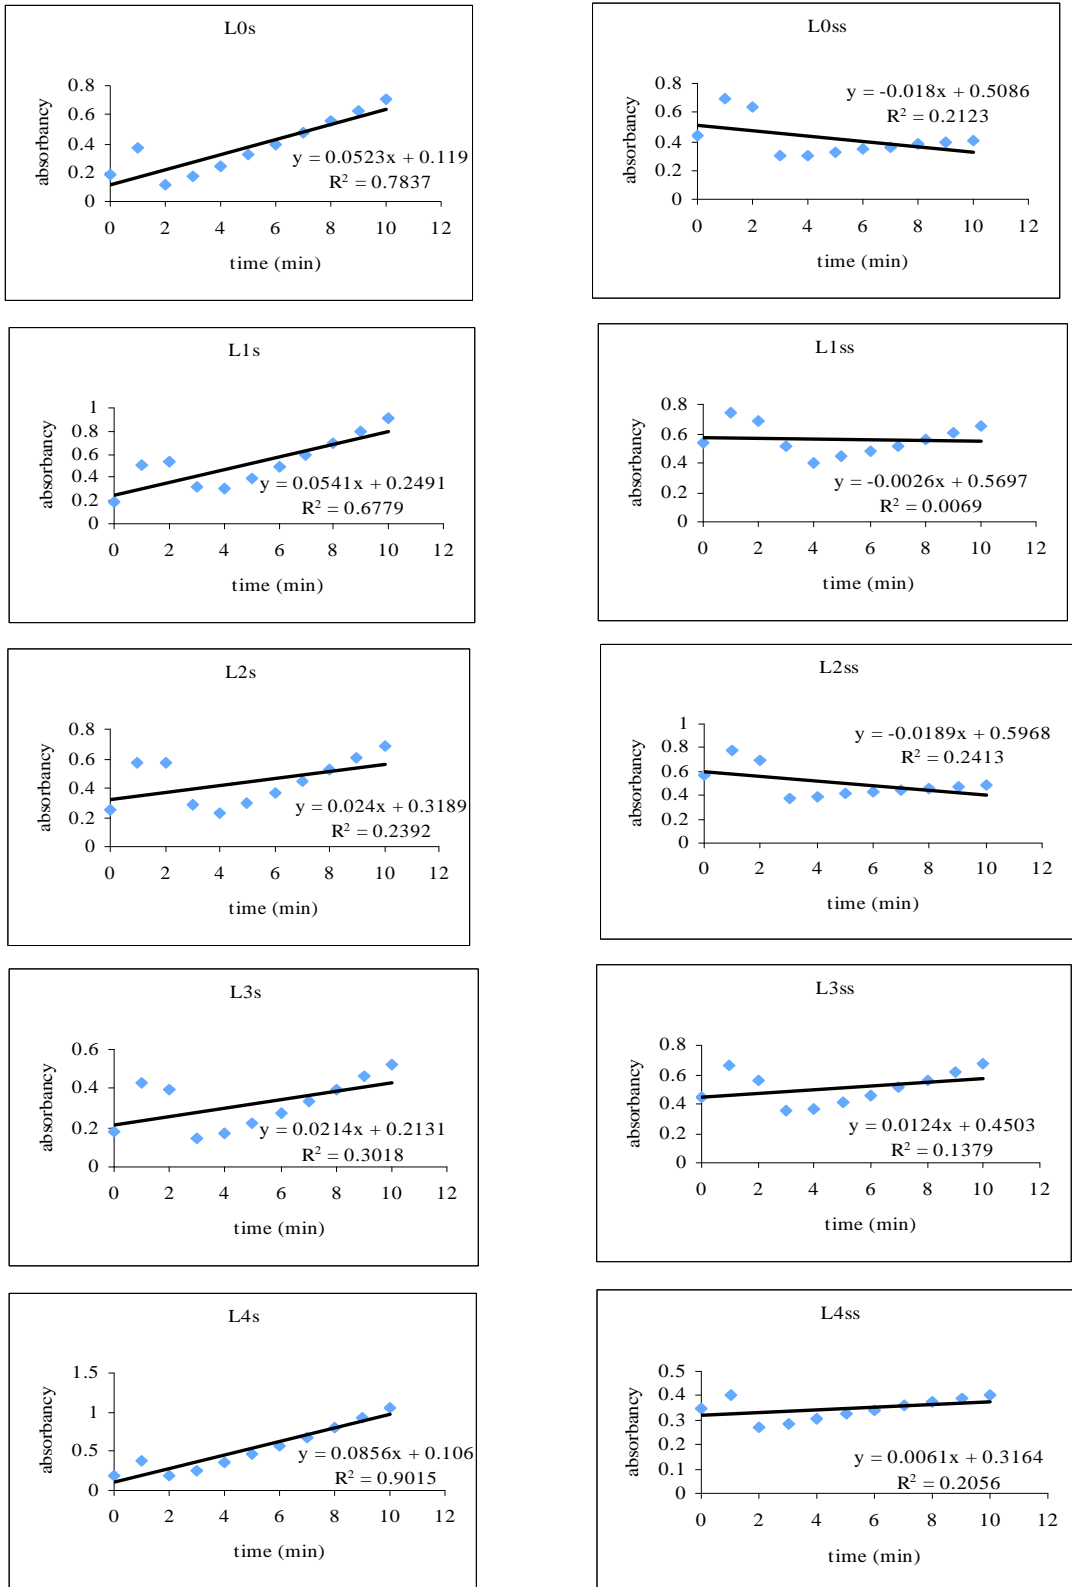 L0s
0.8
0.6
0.4
0.2
0
absorbancy
y = 0.0523x + 0.119
R² = 0.7837
0 2 4 6 8 10 12
time (min)
L0ss
0.8
0.6
0.4
0.2
0
absorbancy
y = -0.018x + 0.5086
R² = 0.2123
0 2 4 6 8 10 12
time (min)
L1s
1
0.8
0.6
0.4
0.2
0
absorbancy
y = 0.0541x + 0.2491
R² = 0.6779
0 2 4 6 8 10 12
time (min)
L1ss
0.8
0.6
0.4
0.2
0
absorbancy
y = -0.0026x + 0.5697
R² = 0.0069
0 2 4 6 8 10 12
time (min)
L2s
0.8
0.6
0.4
0.2
0
absorbancy
y = 0.024x + 0.3189
R² = 0.2392
0 2 4 6 8 10 12
time (min)
L2ss
1
0.8
0.6
0.4
0.2
0
absorbancy
y = -0.0189x + 0.5968
R² = 0.2413
0 2 4 6 8 10 12
time (min)
L3s
0.6
0.4
0.2
0
absorbancy
y = 0.0214x + 0.2131
R² = 0.3018
0 2 4 6 8 10 12
time (min)
L3ss
0.8
0.6
0.4
0.2
0
absorbancy
y = 0.0124x + 0.4503
R² = 0.1379
0 2 4 6 8 10 12
time (min)
L4s
1.5
1
0.5
0
absorbancy
y = 0.0856x + 0.106
R² = 0.9015
0 2 4 6 8 10 12
time (min)
L4ss
0.5
0.4
0.3
0.2
0.1
0
absorbancy
y = 0.0061x + 0.3164
R² = 0.2056
0 2 4 6 8 10 12
time (min)